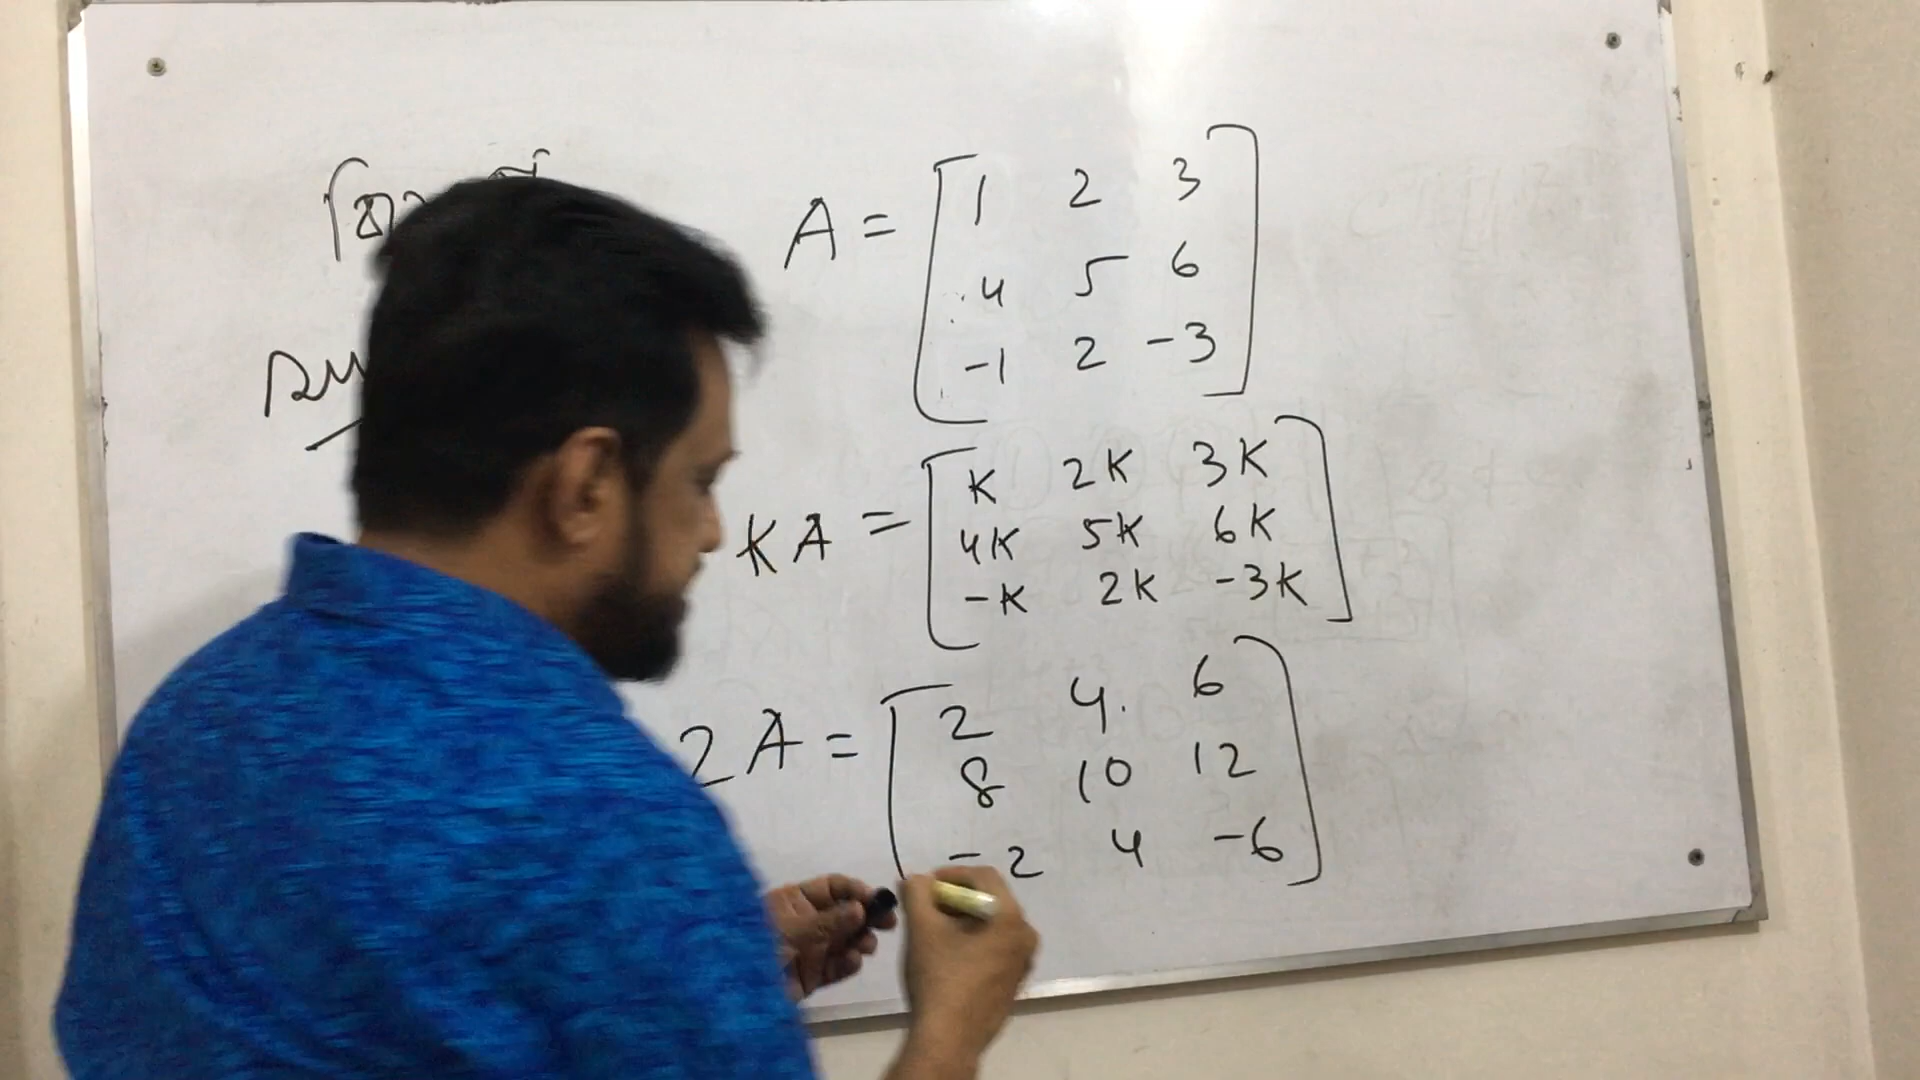 A = [ 1 2 3
4 5 6
-1 2 -3 ]
KA = [ K 2K 3K
4K 5K 6K
-K 2K -3K ]
2A = [ 2 4. 6
8 10 12
-2 4 -6 ]